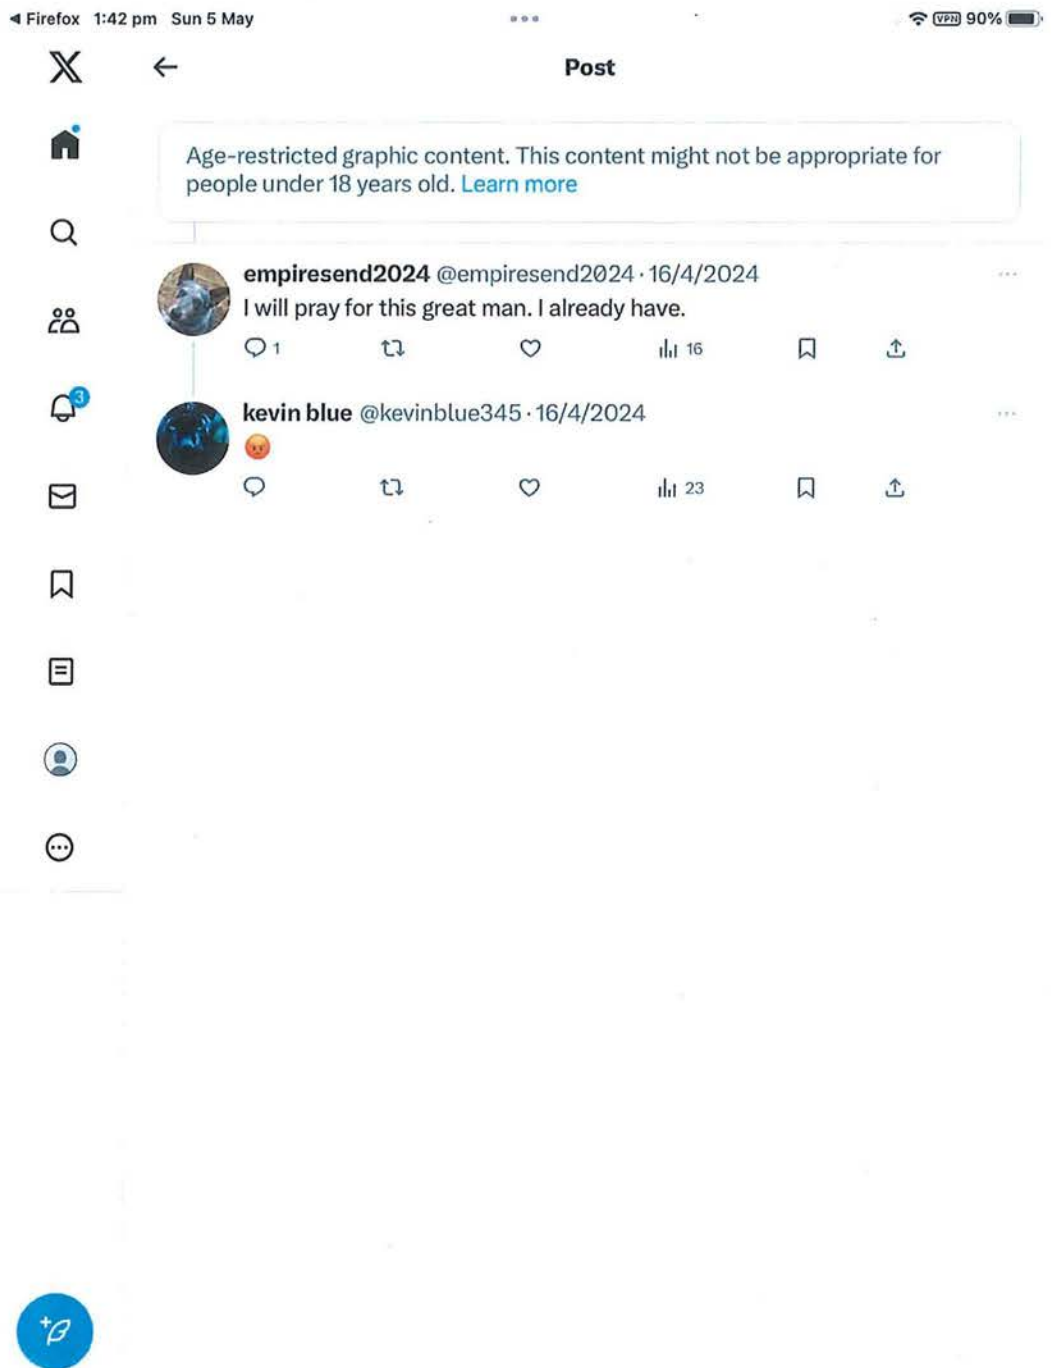 ◄ Firefox 1:42 pm Sun 5 May
VPN 90%
Post
Age-restricted graphic content. This content might not be appropriate for
people under 18 years old. Learn more
empiresend2024 @empiresend2024 · 16/4/2024
I will pray for this great man. I already have.
1
16
3
kevin blue @kevinblue345 · 16/4/2024
😡
23